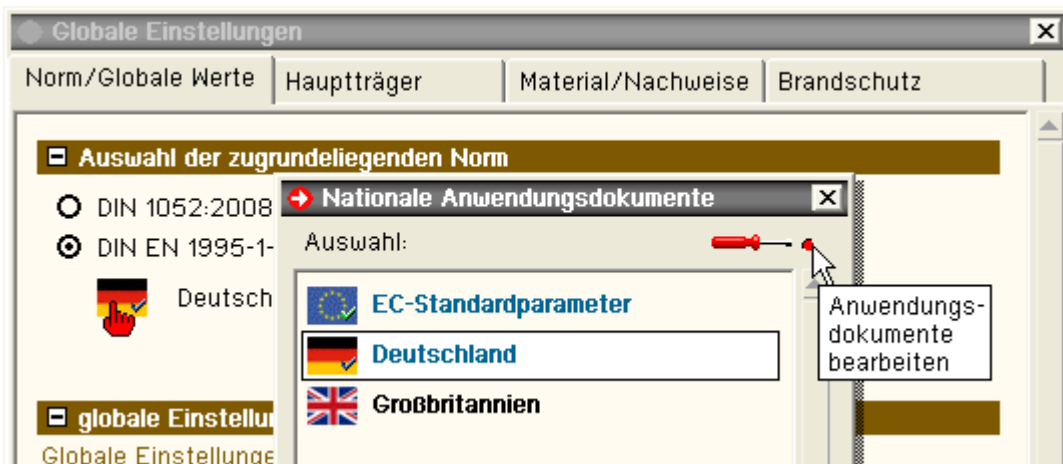 Globale Einstellungen
Norm/Globale Werte
Hauptträger
Material/Nachweise
Brandschutz
Auswahl der zugrundeliegenden Norm
DIN 1052:2008
DIN EN 1995-1-
Deutsch
Nationale Anwendungsdokumente
Auswahl:
EC-Standardparameter
Deutschland
Großbritannien
Anwendungs-
dokumente
bearbeiten
globale Einstellu
Globale Einstellunge